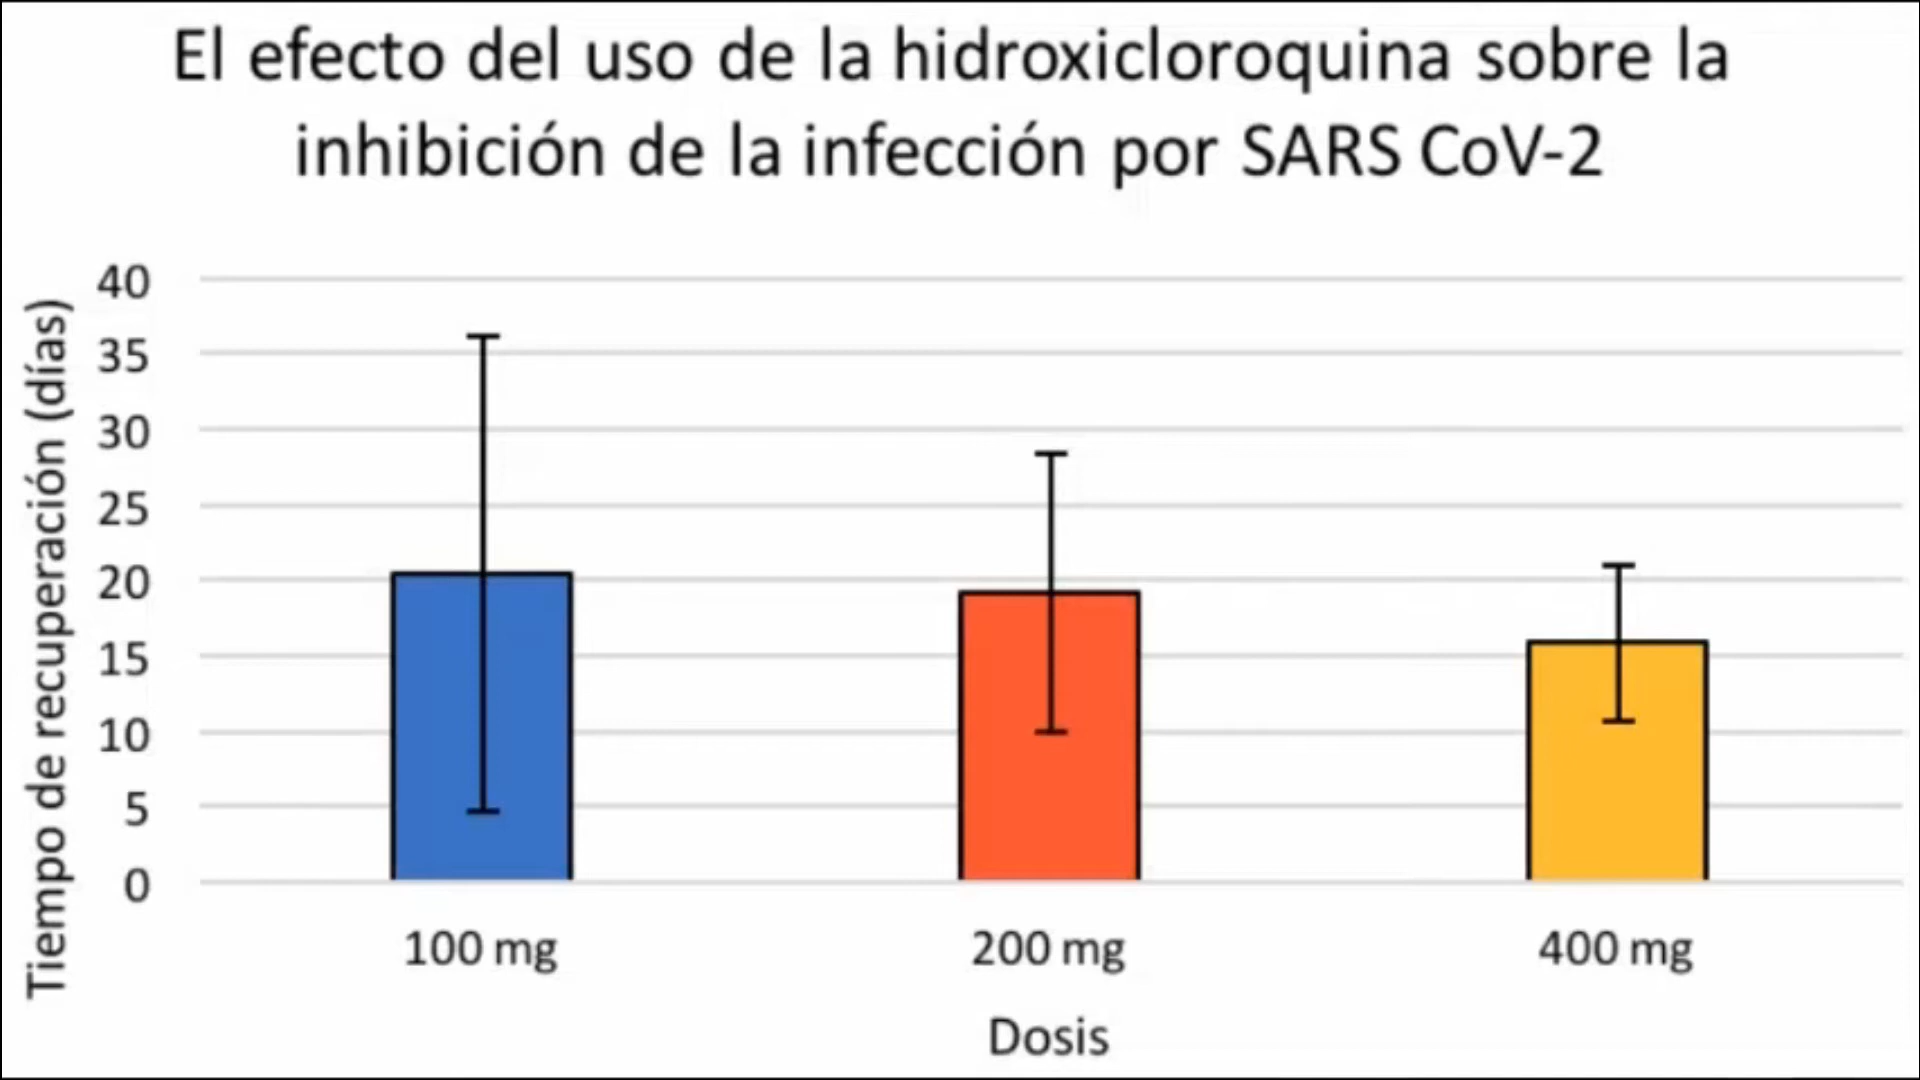 El efecto del uso de la hidroxicloroquina sobre la
inhibición de la infección por SARS CoV-2
Tiempo de recuperación (días)
40
35
30
25
20
15
10
5
0
100 mg
200 mg
400 mg
Dosis